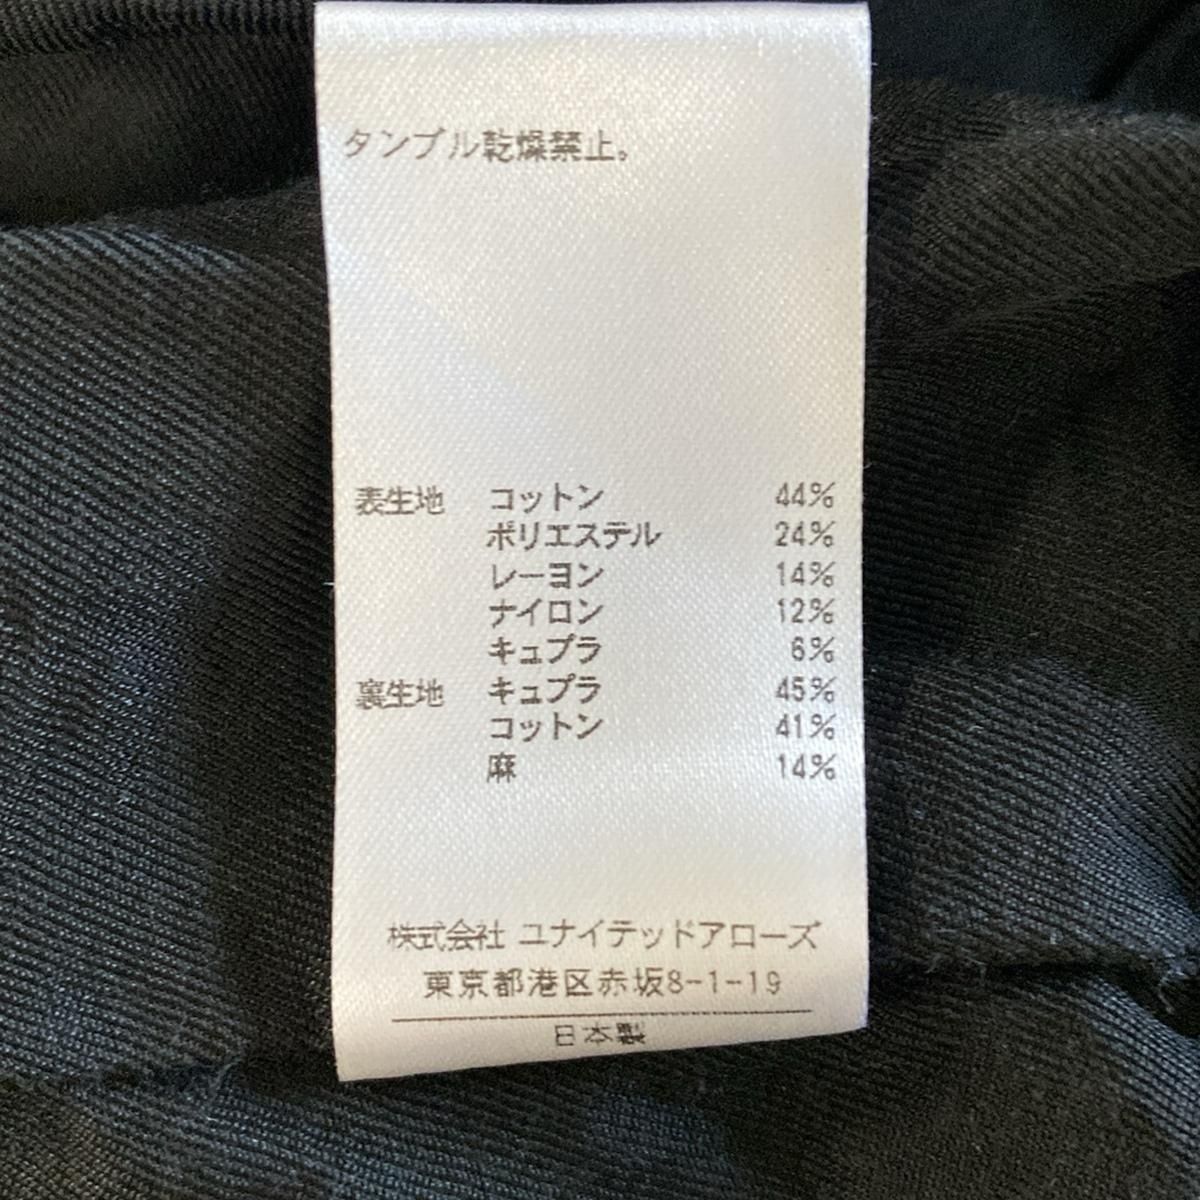 タンブル乾燥禁止。
表生地 コットン 44%
ポリエステル 24%
レーヨン 14%
ナイロン 12%
キュプラ 6%
裏生地 キュプラ 45%
コットン 41%
麻 14%
株式会社 ユナイテッドアローズ
東京都港区赤坂8-1-19
日本製